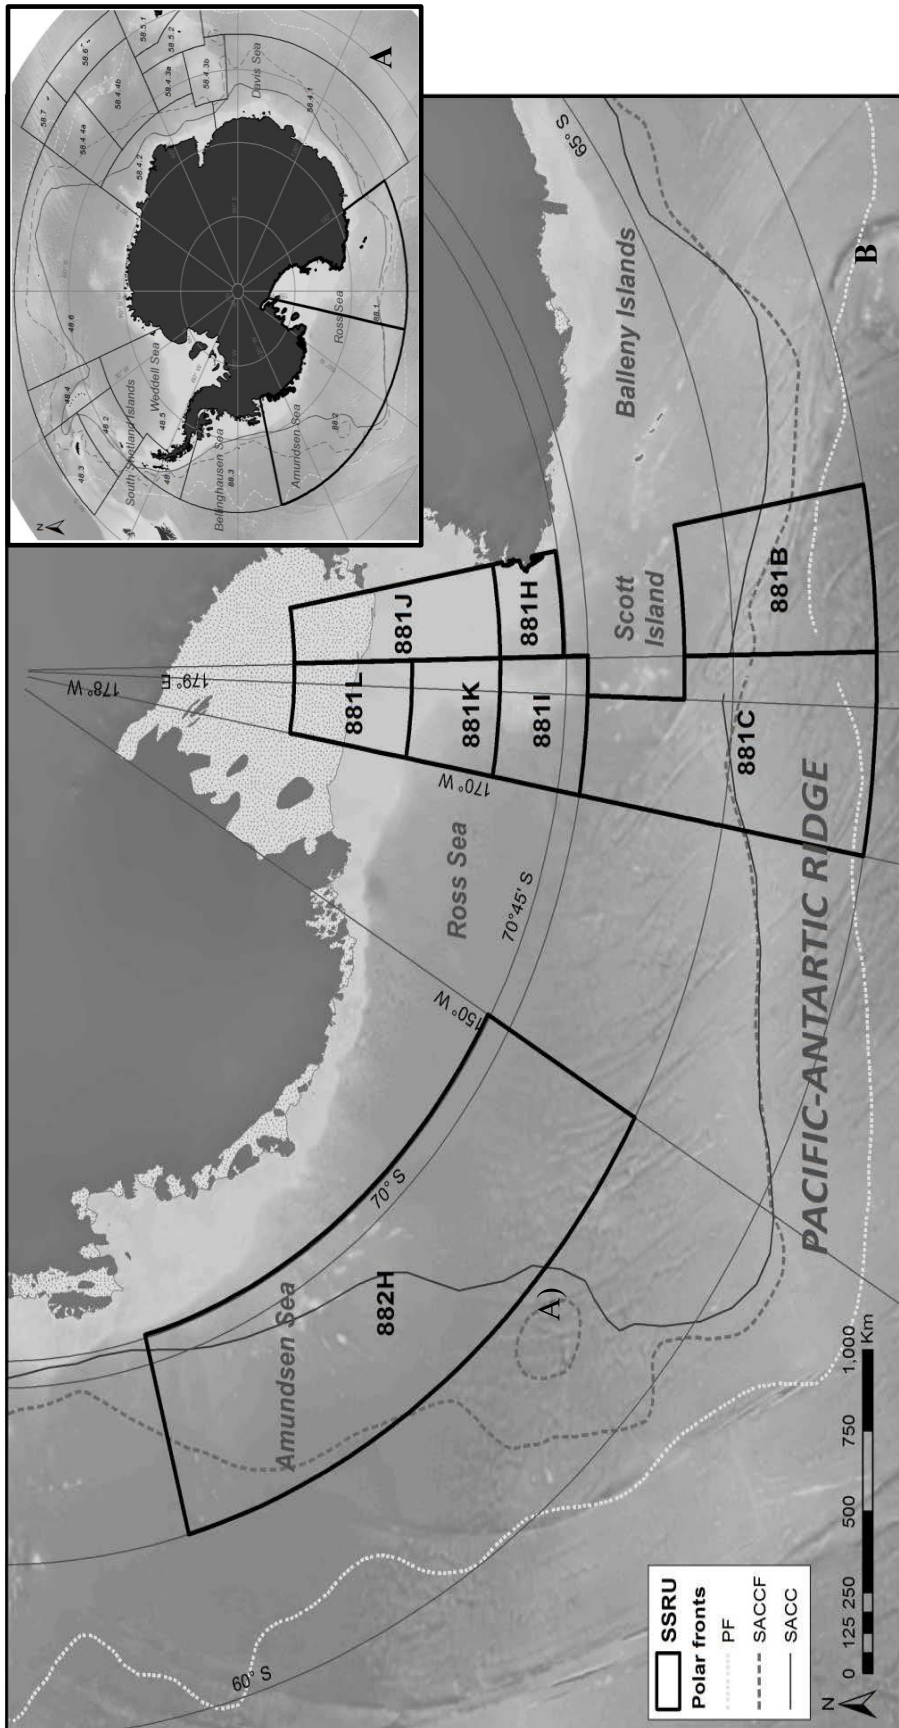 A
58.7
58.6
58.5.1
58.5.2
58.4.4a
58.4.4b
58.4.3a
58.4.3b
58.4.2
Davis Sea
58.4.1
48.6
48.4
48.3
48.2
48.5
48
Weddell Sea
South Shetland Islands
Bellinghausen Sea
88.3
Amundsen Sea
88.2
Ross Sea
88.1
N
65° S
B
Balleny Islands
Scott
Island
881J
881H
881B
881L
881K
881I
881C
178° W
179° E
170° W
Ross Sea
70°45' S
150° W
PACIFIC-ANTARTIC RIDGE
70° S
882H
A)
Amundsen Sea
60° S
SSRU
Polar fronts
PF
SACCF
SACC
N
0 125 250 500 750 1,000
Km